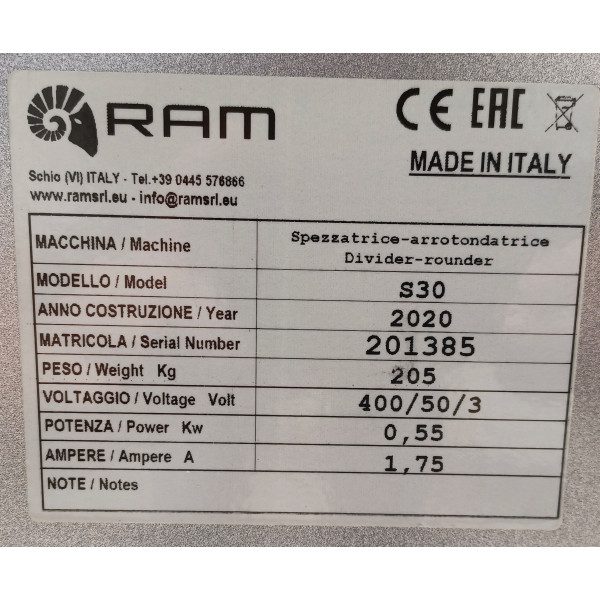 RAM
CE EAC
MADE IN ITALY
Schio (VI) ITALY - Tel.+39 0445 576866
www.ramsrl.eu - info@ramsrl.eu
MACCHINA / Machine Spezzatrice-arrotondatrice
Divider-rounder
MODELLO / Model S30
ANNO COSTRUZIONE / Year 2020
MATRICOLA / Serial Number 201385
PESO / Weight Kg 205
VOLTAGGIO / Voltage Volt 400/50/3
POTENZA / Power Kw 0,55
AMPERE / Ampere A 1,75
NOTE / Notes